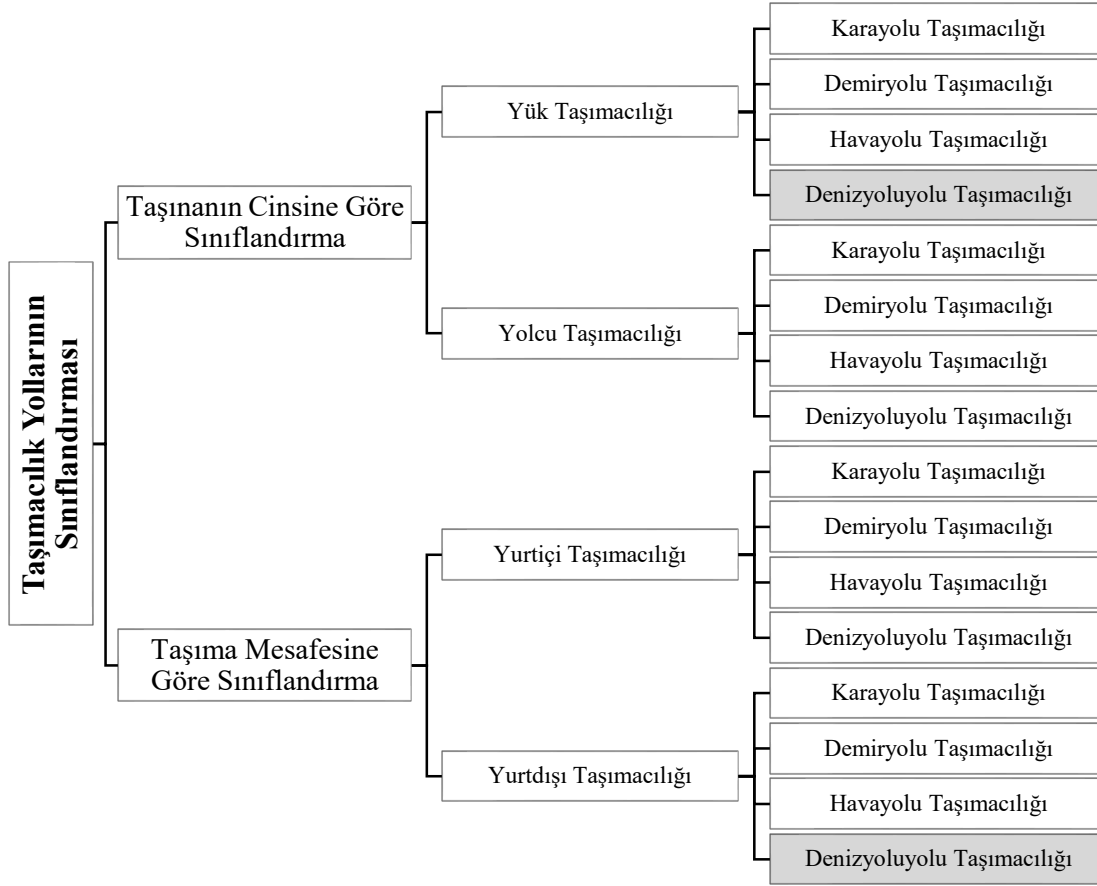 Taşımacılık Yollarının
Sınıflandırması
Taşınanın Cinsine Göre
Sınıflandırma
Yük Taşımacılığı
Karayolu Taşımacılığı
Demiryolu Taşımacılığı
Havayolu Taşımacılığı
Denizyoluyolu Taşımacılığı
Yolcu Taşımacılığı
Karayolu Taşımacılığı
Demiryolu Taşımacılığı
Havayolu Taşımacılığı
Denizyoluyolu Taşımacılığı
Taşıma Mesafesine
Göre Sınıflandırma
Yurtiçi Taşımacılığı
Karayolu Taşımacılığı
Demiryolu Taşımacılığı
Havayolu Taşımacılığı
Denizyoluyolu Taşımacılığı
Yurtdışı Taşımacılığı
Karayolu Taşımacılığı
Demiryolu Taşımacılığı
Havayolu Taşımacılığı
Denizyoluyolu Taşımacılığı